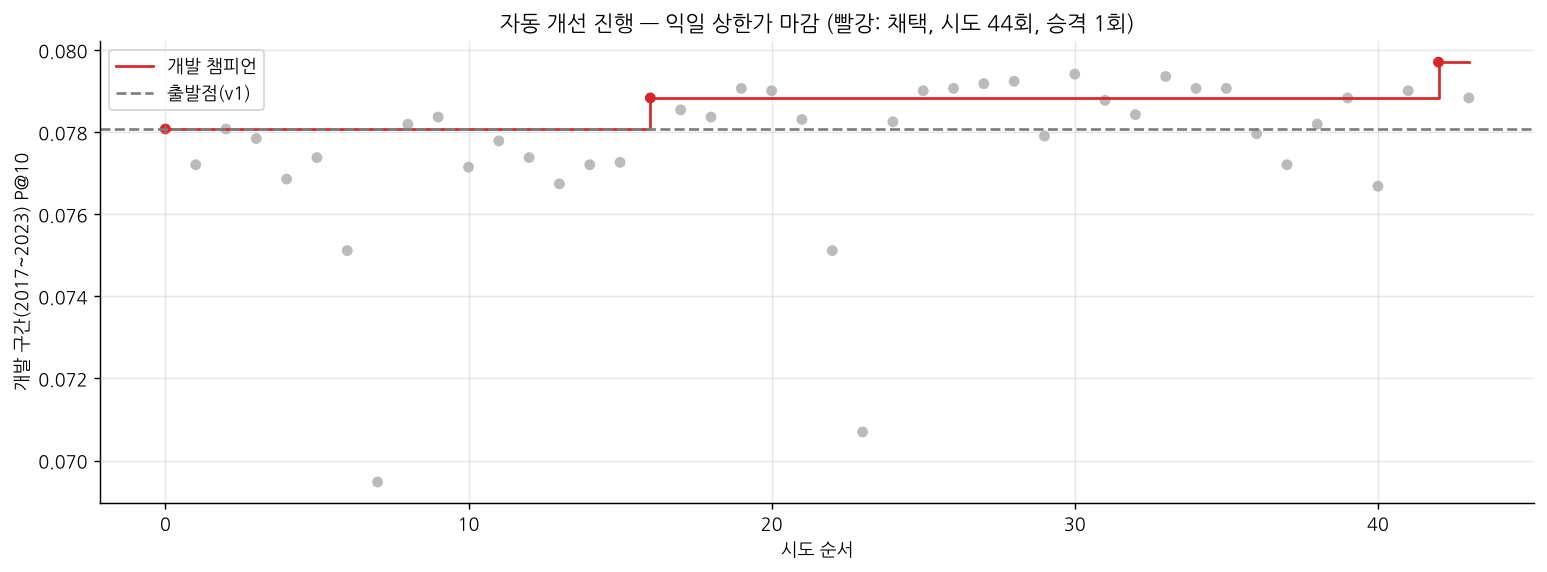 자동 개선 진행 — 익일 상한가 마감 (빨강: 채택, 시도 44회, 승격 1회)
개발 챔피언
출발점(v1)
개발 구간(2017~2023) P@10
0.080
0.078
0.076
0.074
0.072
0.070
0 10 20 30 40
시도 순서